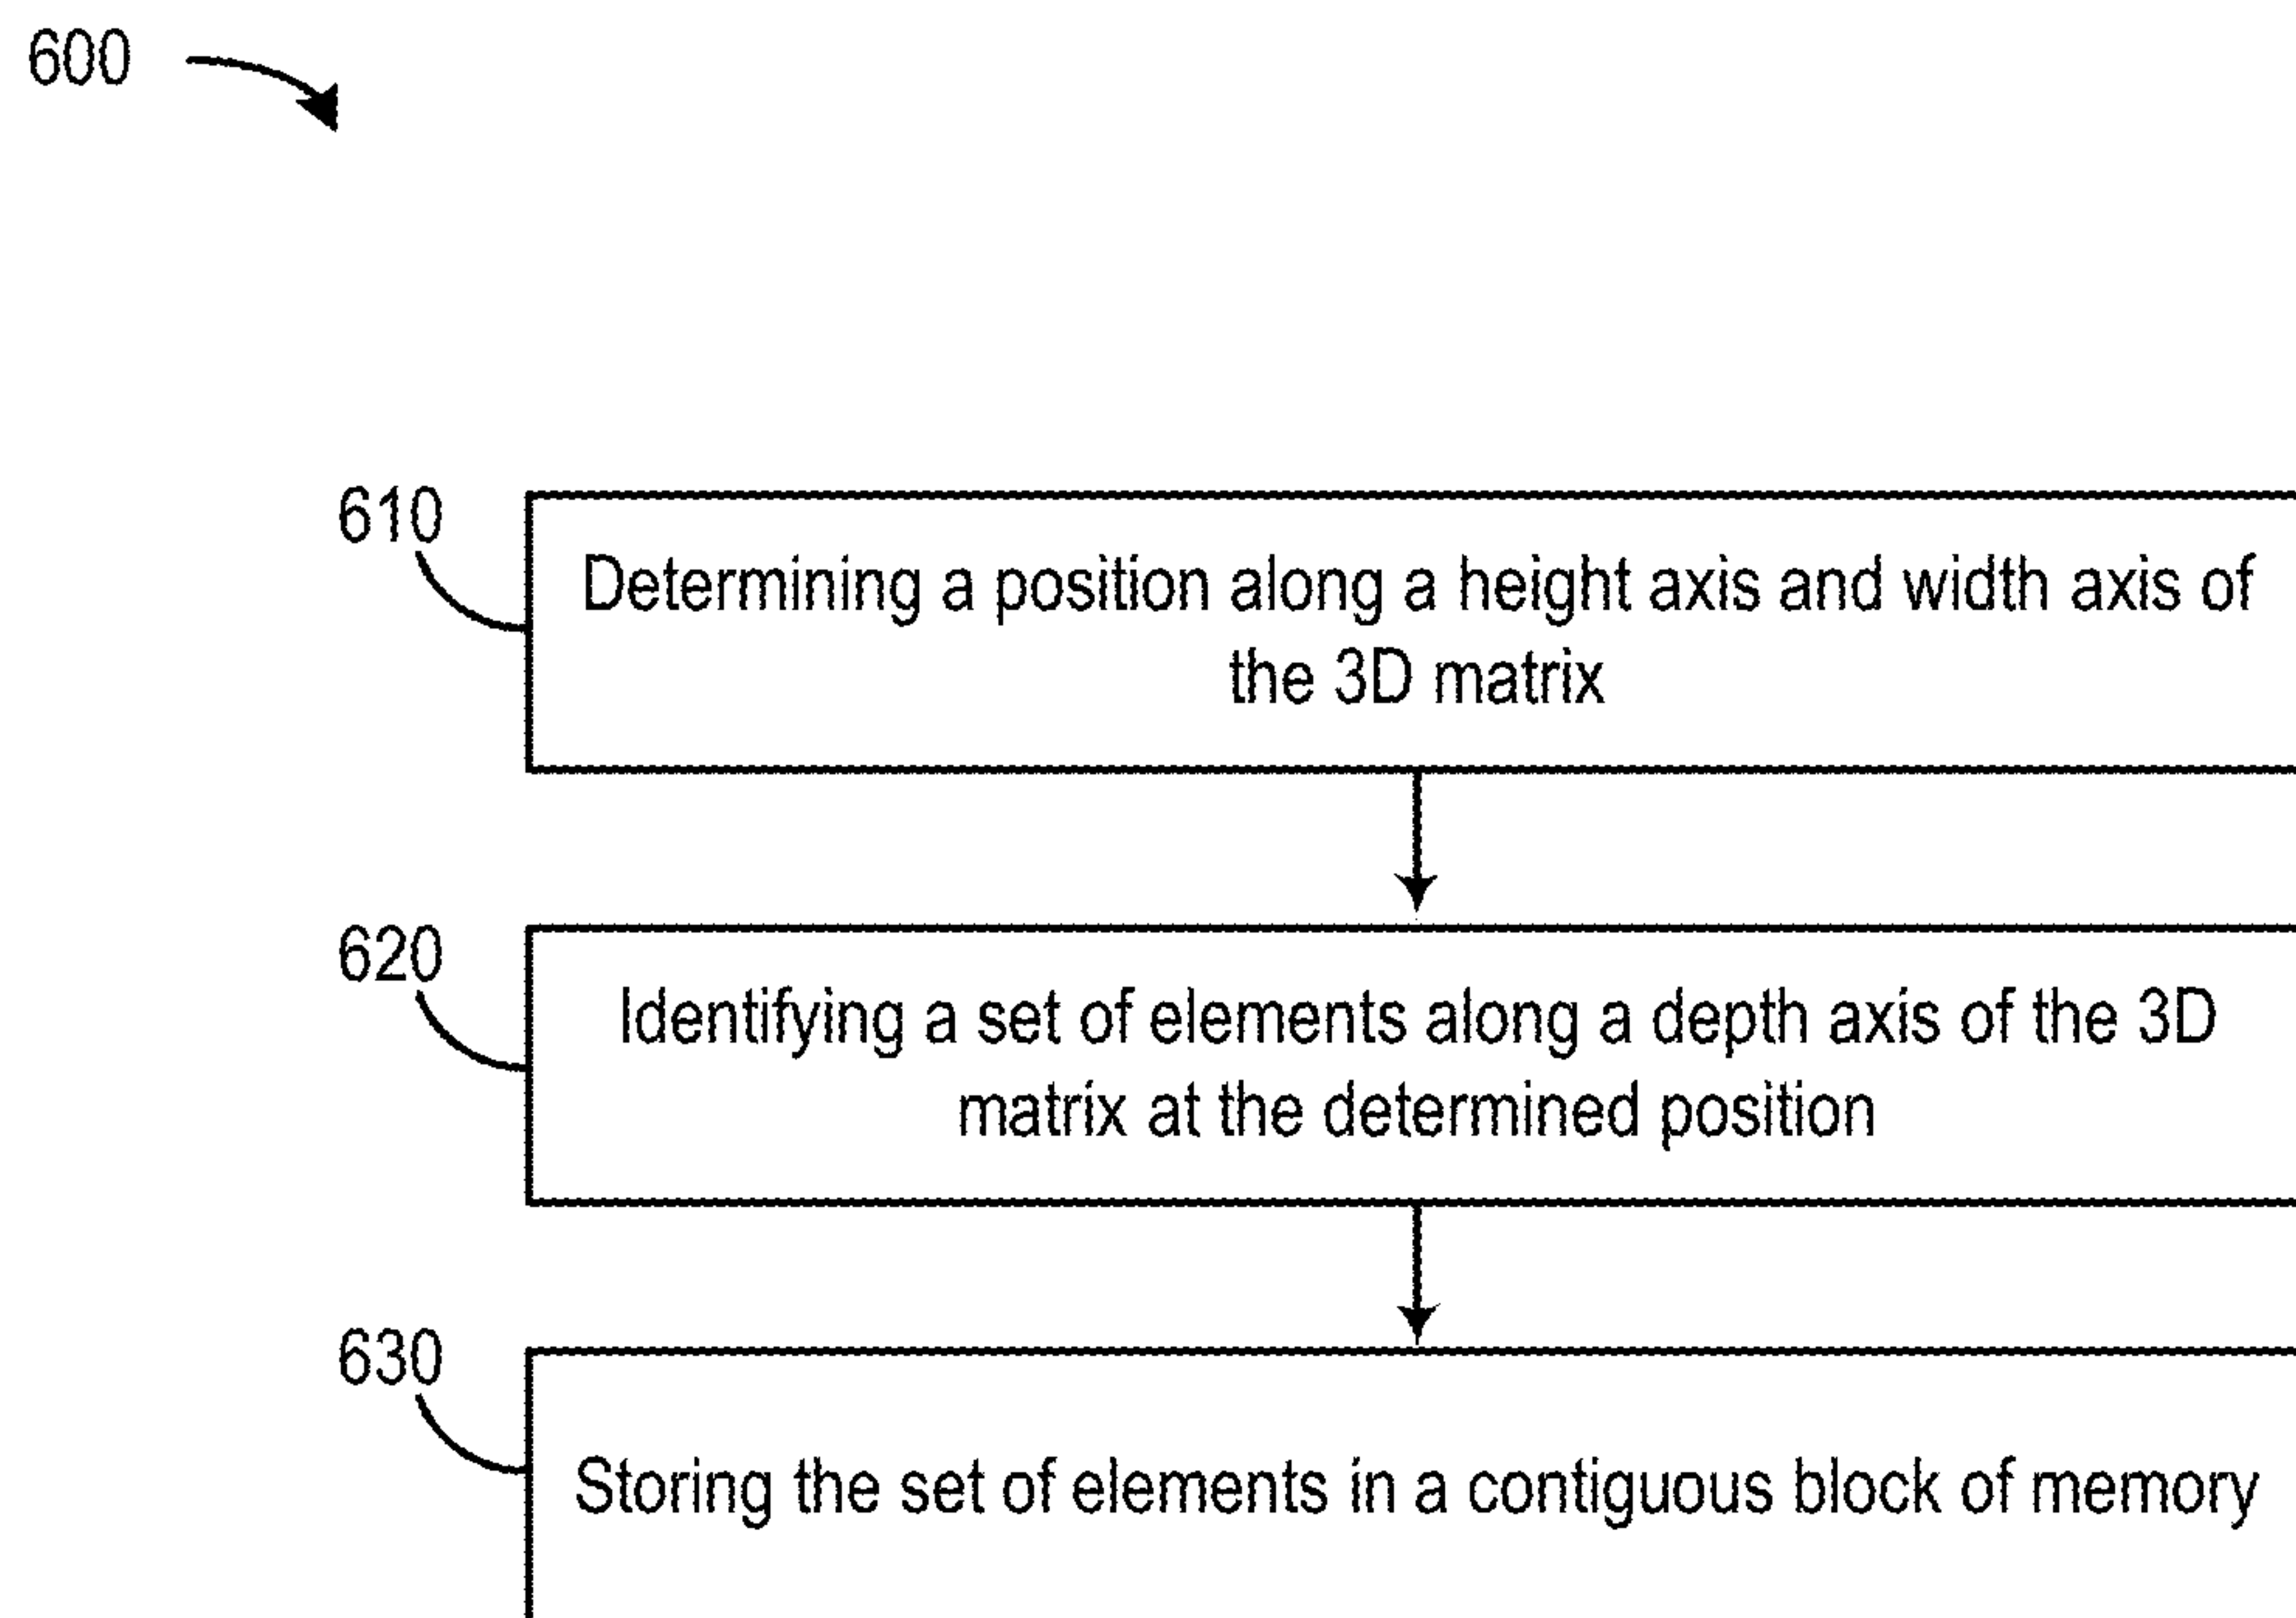 600
610
Determining a position along a height axis and width axis of
the 3D matrix
620
Identifying a set of elements along a depth axis of the 3D
matrix at the determined position
630
Storing the set of elements in a contiguous block of memory